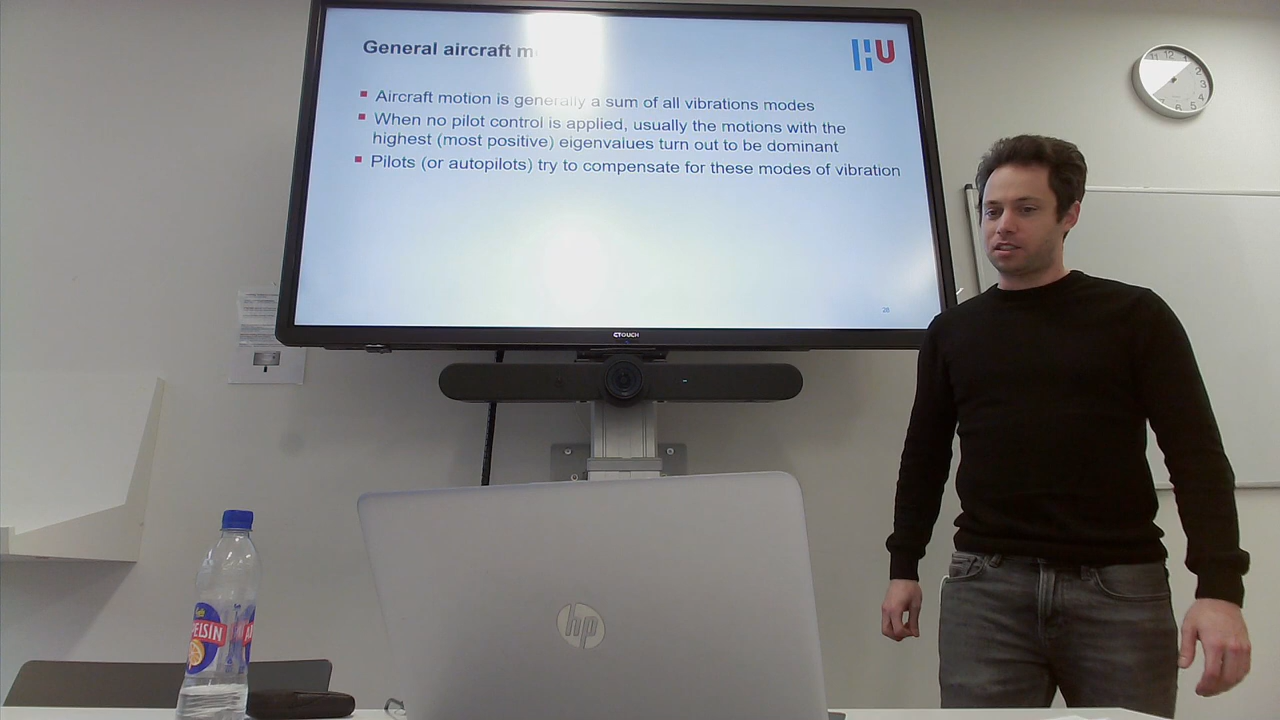 General aircraft m
HU
Aircraft motion is generally a sum of all vibrations modes
When no pilot control is applied, usually the motions with the
highest (most positive) eigenvalues turn out to be dominant
Pilots (or autopilots) try to compensate for these modes of vibration
28
CTOUCH
hp